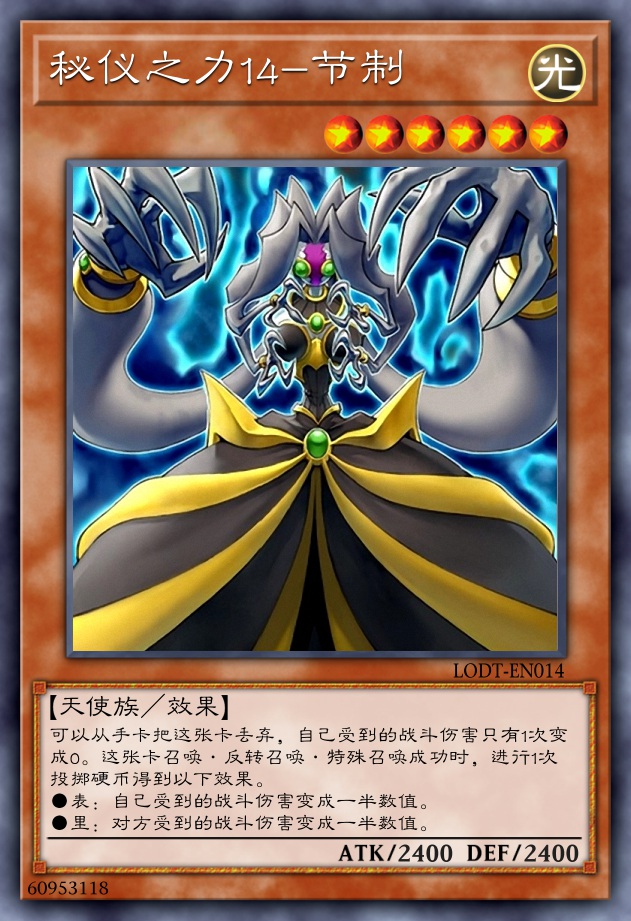 秘仪之力14-节制
光
LODT-EN014
【天使族／效果】
可以从手卡把这张卡丢弃，自己受到的战斗伤害只有1次变
成0。这张卡召唤·反转召唤·特殊召唤成功时，进行1次
投掷硬币得到以下效果。
●表：自己受到的战斗伤害变成一半数值。
●里：对方受到的战斗伤害变成一半数值。
ATK/2400 DEF/2400
60953118